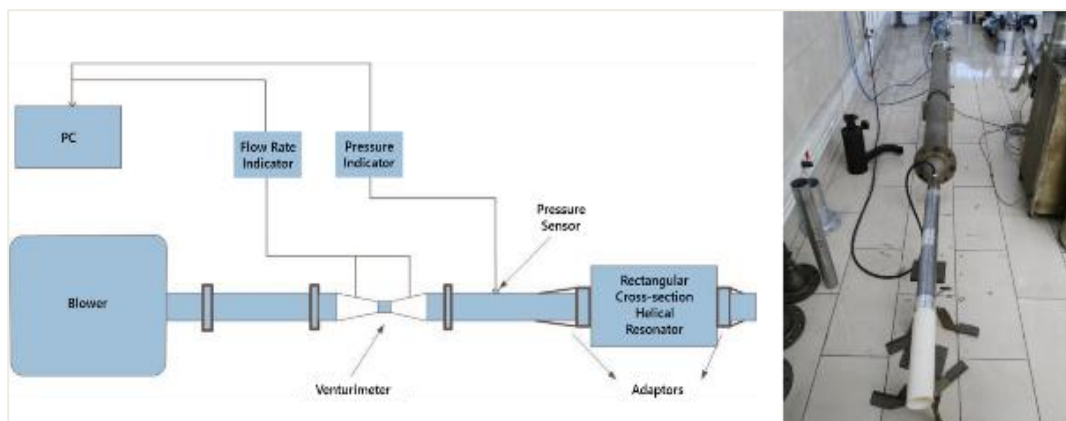 PC
Flow Rate
Indicator
Pressure
Indicator
Pressure
Sensor
Blower
Rectangular
Cross-section
Helical
Resonator
Venturimeter
Adaptors